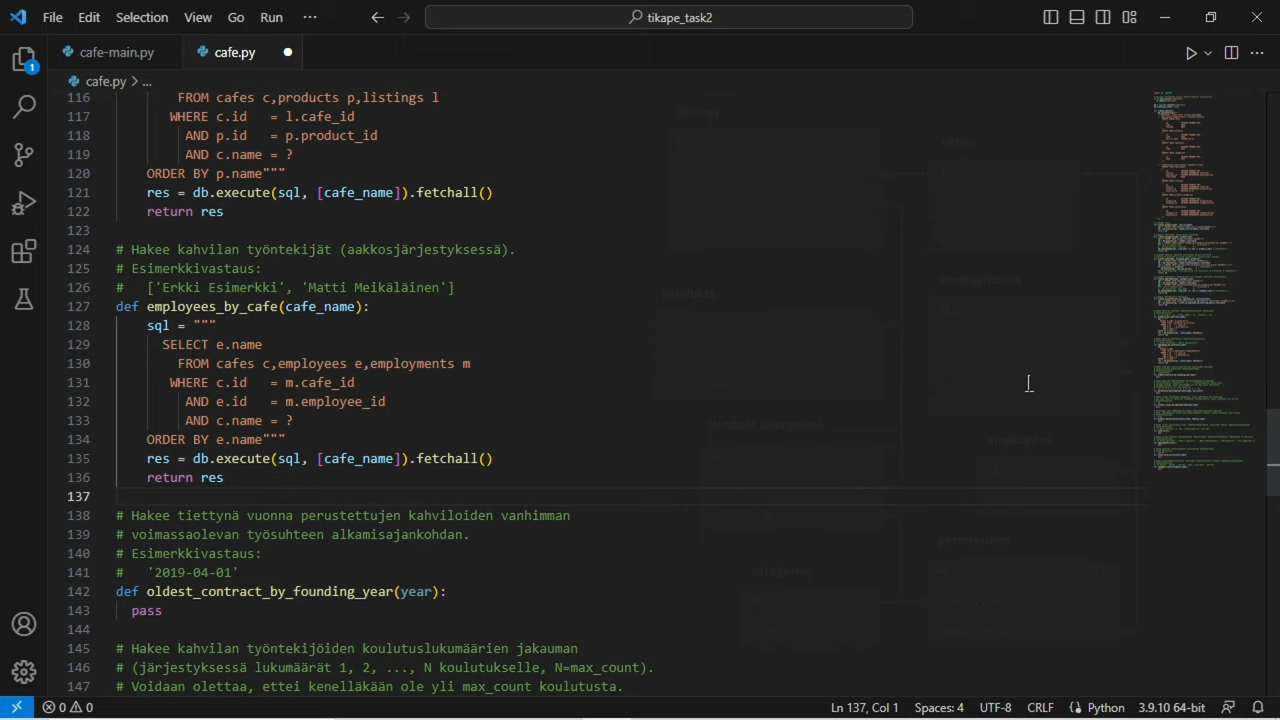 File Edit Selection View Go Run ··· tikape_task2
cafe-main.py cafe.py
cafe.py > ...
116 FROM cafes c,products p,listings l
117 WHERE c.id = l.cafe_id
118 AND p.id = p.product_id
119 AND c.name = ?
120 ORDER BY p.name"""
121 res = db.execute(sql, [cafe_name]).fetchall()
122 return res
123
124 # Hakee kahvilan työntekijät (aakkosjärjestyksessä).
125 # Esimerkkivastaus:
126 # ['Erkki Esimerkki', 'Matti Meikäläinen']
127 def employees_by_cafe(cafe_name):
128 sql = """
129 SELECT e.name
130 FROM cafes c,employees e,employments m
131 WHERE c.id = m.cafe_id
132 AND e.id = m.employee_id
133 AND c.name = ?
134 ORDER BY e.name"""
135 res = db.execute(sql, [cafe_name]).fetchall()
136 return res
137
138 # Hakee tiettynä vuonna perustettujen kahviloiden vanhimman
139 # voimassaolevan työsuhteen alkamisajankohdan.
140 # Esimerkkivastaus:
141 # '2019-04-01'
142 def oldest_contract_by_founding_year(year):
143 pass
144
145 # Hakee kahvilan työntekijöiden koulutuslukumäärien jakauman
146 # (järjestyksessä lukumäärät 1, 2, ..., N koulutukselle, N=max_count).
147 # Voidaan olettaa, ettei kenelläkään ole yli max_count koulutusta.
1
0 0 Ln 137, Col 1 Spaces: 4 UTF-8 CRLF Python 3.9.10 64-bit